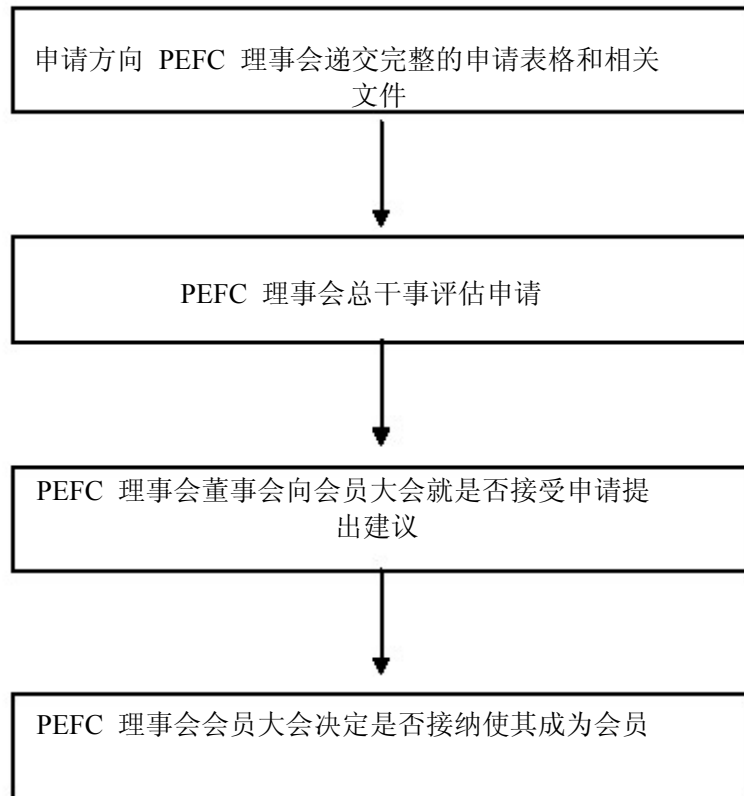 申请方向 PEFC 理事会递交完整的申请表格和相关
文件
PEFC 理事会总干事评估申请
PEFC 理事会董事会向会员大会就是否接受申请提
出建议
PEFC 理事会会员大会决定是否接纳使其成为会员